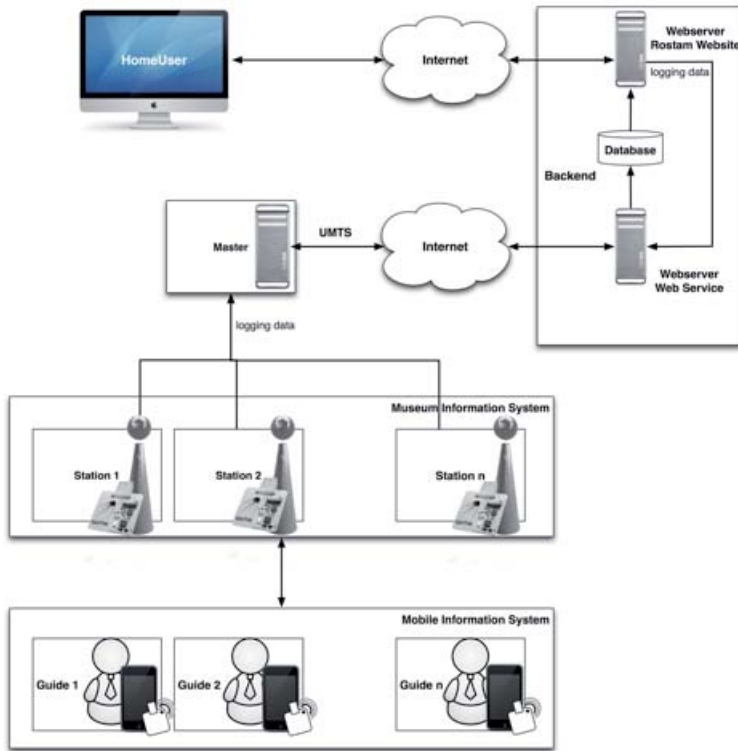 HomeUser
Internet
Webserver
Rostam Website
logging data
Database
Backend
Master
UMTS
Internet
Webserver
Web Service
logging data
Museum Information System
Station 1
Station 2
Station n
Mobile Information System
Guide 1
Guide 2
Guide n